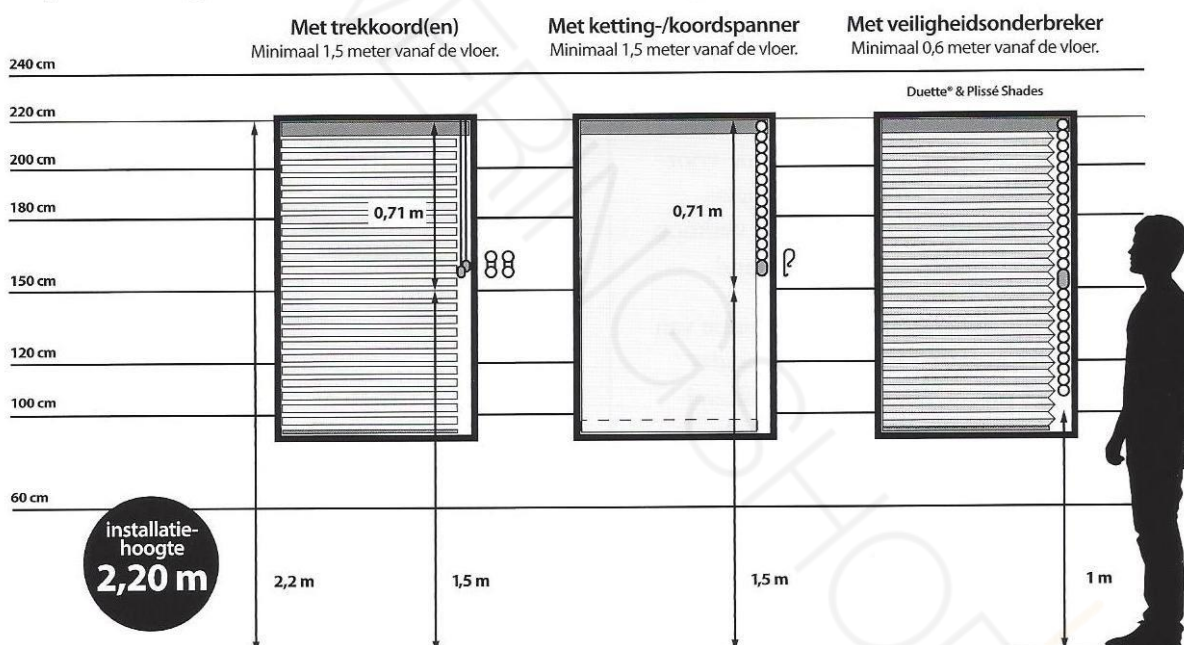 Met trekkoord(en)
Minimaal 1,5 meter vanaf de vloer.
Met ketting-/koordspanner
Minimaal 1,5 meter vanaf de vloer.
Met veiligheidsonderbreker
Minimaal 0,6 meter vanaf de vloer.
Duette® & Plissé Shades
240 cm
220 cm
200 cm
180 cm
150 cm
120 cm
100 cm
60 cm
0,71 m
0,71 m
installatie-
hoogte
2,20 m
2,2 m
1,5 m
1,5 m
1 m